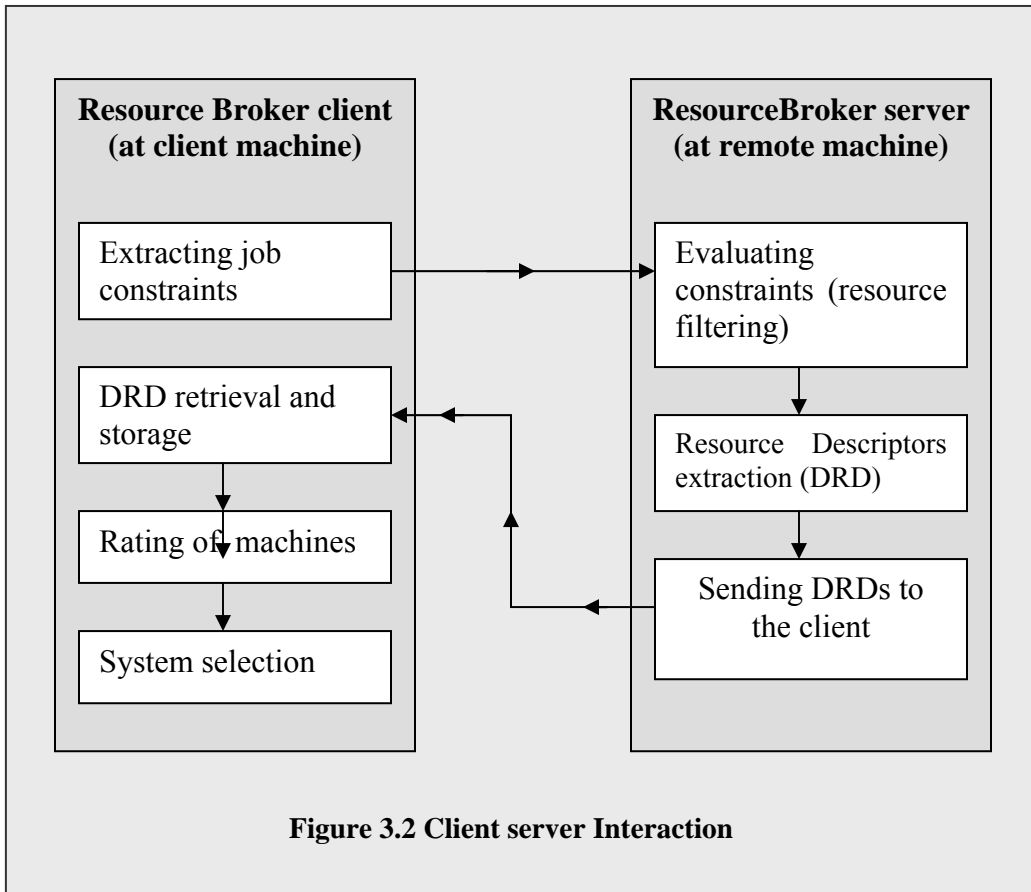 Resource Broker client
(at client machine)
Extracting job
constraints
DRD retrieval and
storage
Rating of machines
System selection
ResourceBroker server
(at remote machine)
Evaluating
constraints (resource
filtering)
Resource Descriptors
extraction (DRD)
Sending DRDs to
the client
Figure 3.2 Client server Interaction